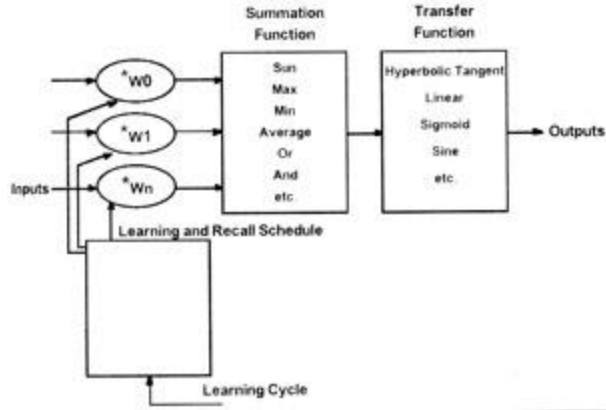 Summation
Function
Transfer
Function
*W0
*W1
*Wn
Inputs
Sun
Max
Min
Average
Or
And
etc.
Hyperbolic Tangent
Linear
Sigmoid
Sine
etc.
Outputs
Learning and Recall Schedule
Learning Cycle